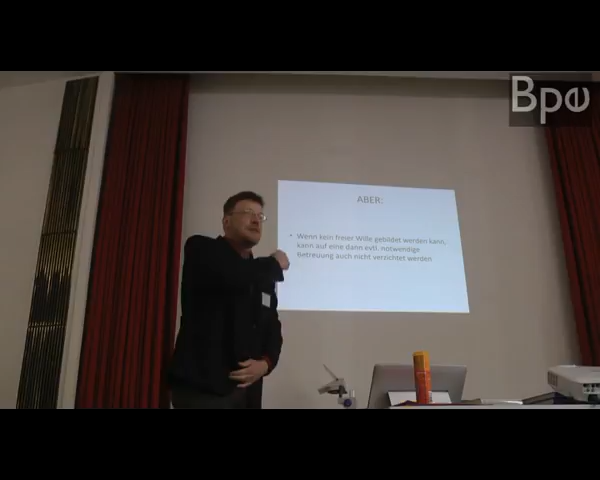 Bpe
ABER:
• Wenn kein freier Wille gebildet werden kann,
kann auf eine dann evtl. notwendige
Betreuung auch nicht verzichtet werden